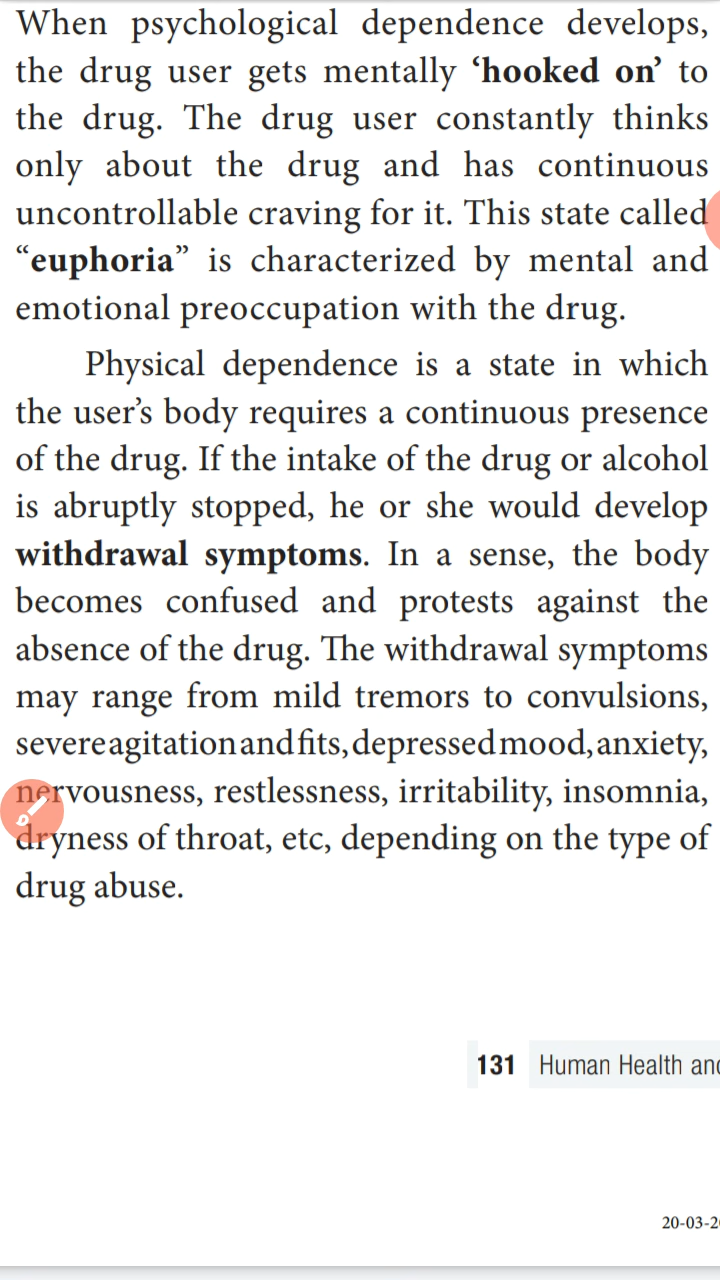 When psychological dependence develops,
the drug user gets mentally ‘hooked on’ to
the drug. The drug user constantly thinks
only about the drug and has continuous
uncontrollable craving for it. This state called
“euphoria” is characterized by mental and
emotional preoccupation with the drug.
Physical dependence is a state in which
the user’s body requires a continuous presence
of the drug. If the intake of the drug or alcohol
is abruptly stopped, he or she would develop
withdrawal symptoms. In a sense, the body
becomes confused and protests against the
absence of the drug. The withdrawal symptoms
may range from mild tremors to convulsions,
severe agitation and fits, depressed mood, anxiety,
nervousness, restlessness, irritability, insomnia,
dryness of throat, etc, depending on the type of
drug abuse.
131 Human Health and
20-03-2